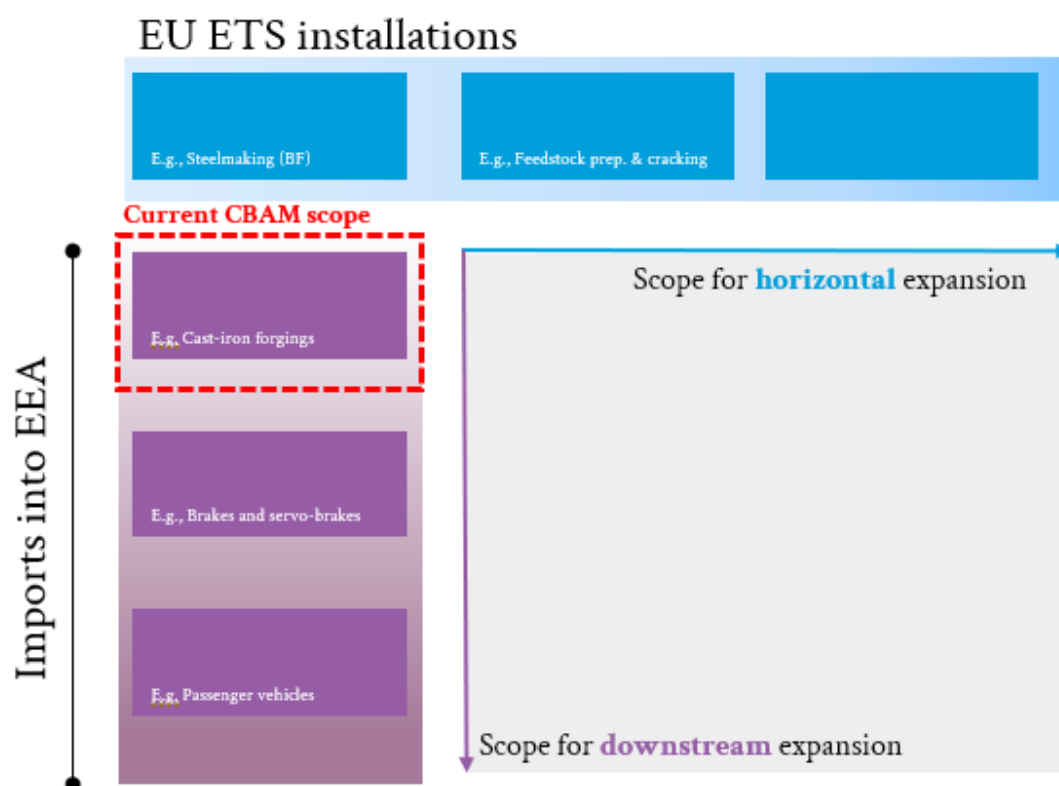 EU ETS installations
E.g., Steelmaking (BF)
E.g., Feedstock prep. & cracking
Current CBAM scope
Imports into EEA
E.g. Cast-iron forgings
Scope for horizontal expansion
E.g., Brakes and servo-brakes
E.g. Passenger vehicles
Scope for downstream expansion